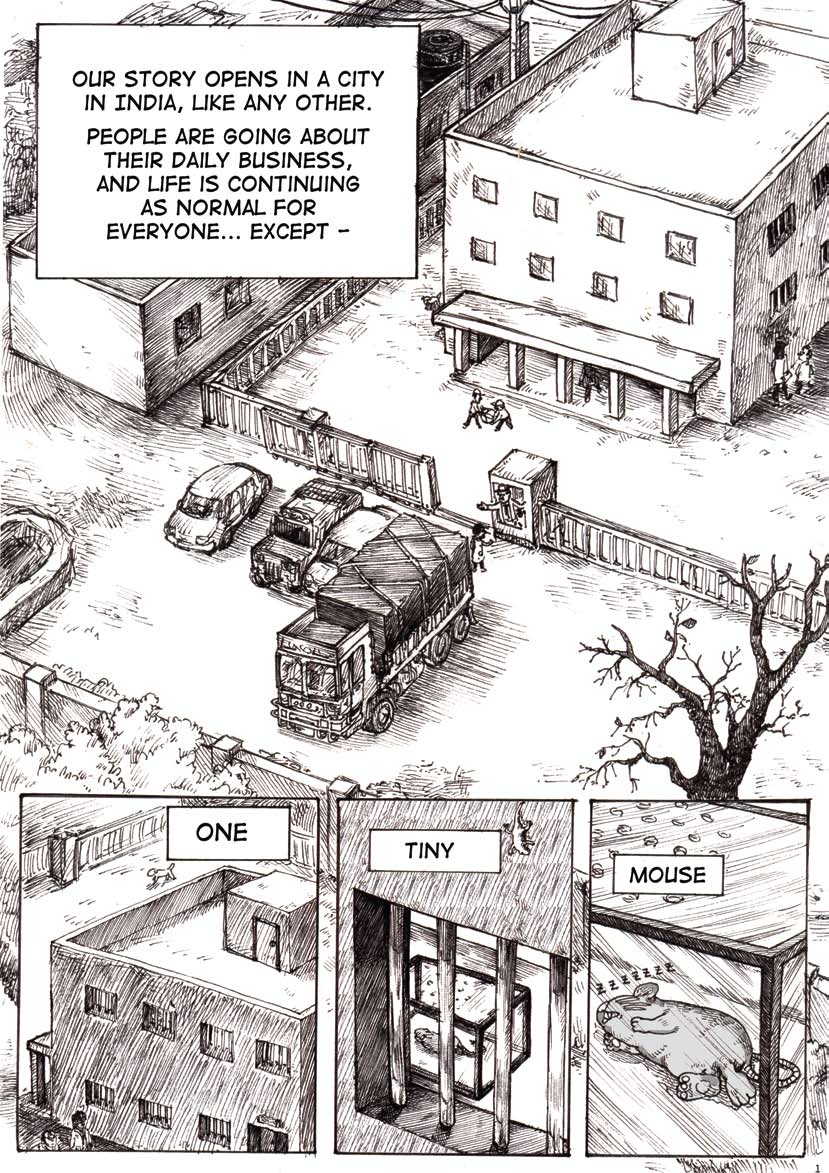 OUR STORY OPENS IN A CITY
IN INDIA, LIKE ANY OTHER.
PEOPLE ARE GOING ABOUT
THEIR DAILY BUSINESS,
AND LIFE IS CONTINUING
AS NORMAL FOR
EVERYONE... EXCEPT –
ONE
TINY
MOUSE
ZZZZZZZ
1